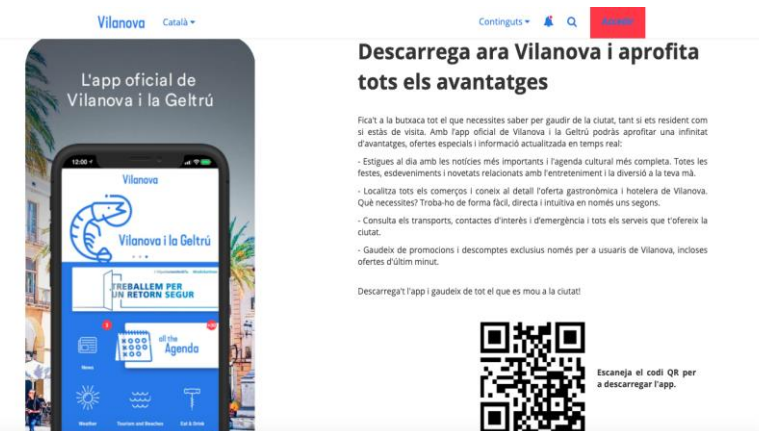 Vilanova
Català
Continguts
L'app oficial de
Vilanova i la Geltrú
12:00
Vilanova
Vilanova i la Geltrú
TREBALLEM PER
UN RETORN SEGUR
all the
Agenda
News
Weather
Tourism and Beaches
Eat & Drink
Descarrega ara Vilanova i aprofita
tots els avantatges
Fica't a la butxaca tot el que necessites saber per gaudir de la ciutat, tant si ets resident com
si estàs de visita. Amb l'app oficial de Vilanova i la Geltrú podràs aprofitar una infinitat
d'avantatges, ofertes especials i informació actualitzada en temps real:
- Estigues al dia amb les notícies més importants i l'agenda cultural més completa. Totes les
festes, esdeveniments i novetats relacionats amb l'entreteniment i la diversió a la teva mà.
- Localitza tots els comerços i coneix al detall l'oferta gastronòmica i hotelera de Vilanova.
Què necessites? Troba-ho de forma fàcil, directa i intuïtiva en només uns segons.
- Consulta els transports, contactes d'interès i d'emergència i tots els serveis que t'ofereix la
ciutat.
- Gaudeix de promocions i descomptes exclusius només per a usuaris de Vilanova, incloses
ofertes d'últim minut.
Descarrega't l'app i gaudeix de tot el que es mou a la ciutat!
Escaneja el codi QR per
a descarregar l'app.